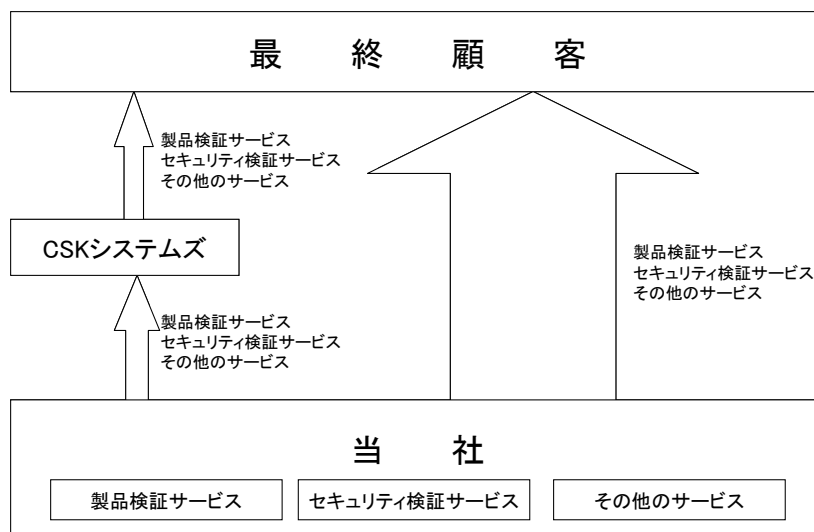 最 終 顧 客
製品検証サービス
セキュリティ検証サービス
その他のサービス
CSKシステムズ
製品検証サービス
セキュリティ検証サービス
その他のサービス
製品検証サービス
セキュリティ検証サービス
その他のサービス
当 社
製品検証サービス
セキュリティ検証サービス
その他のサービス